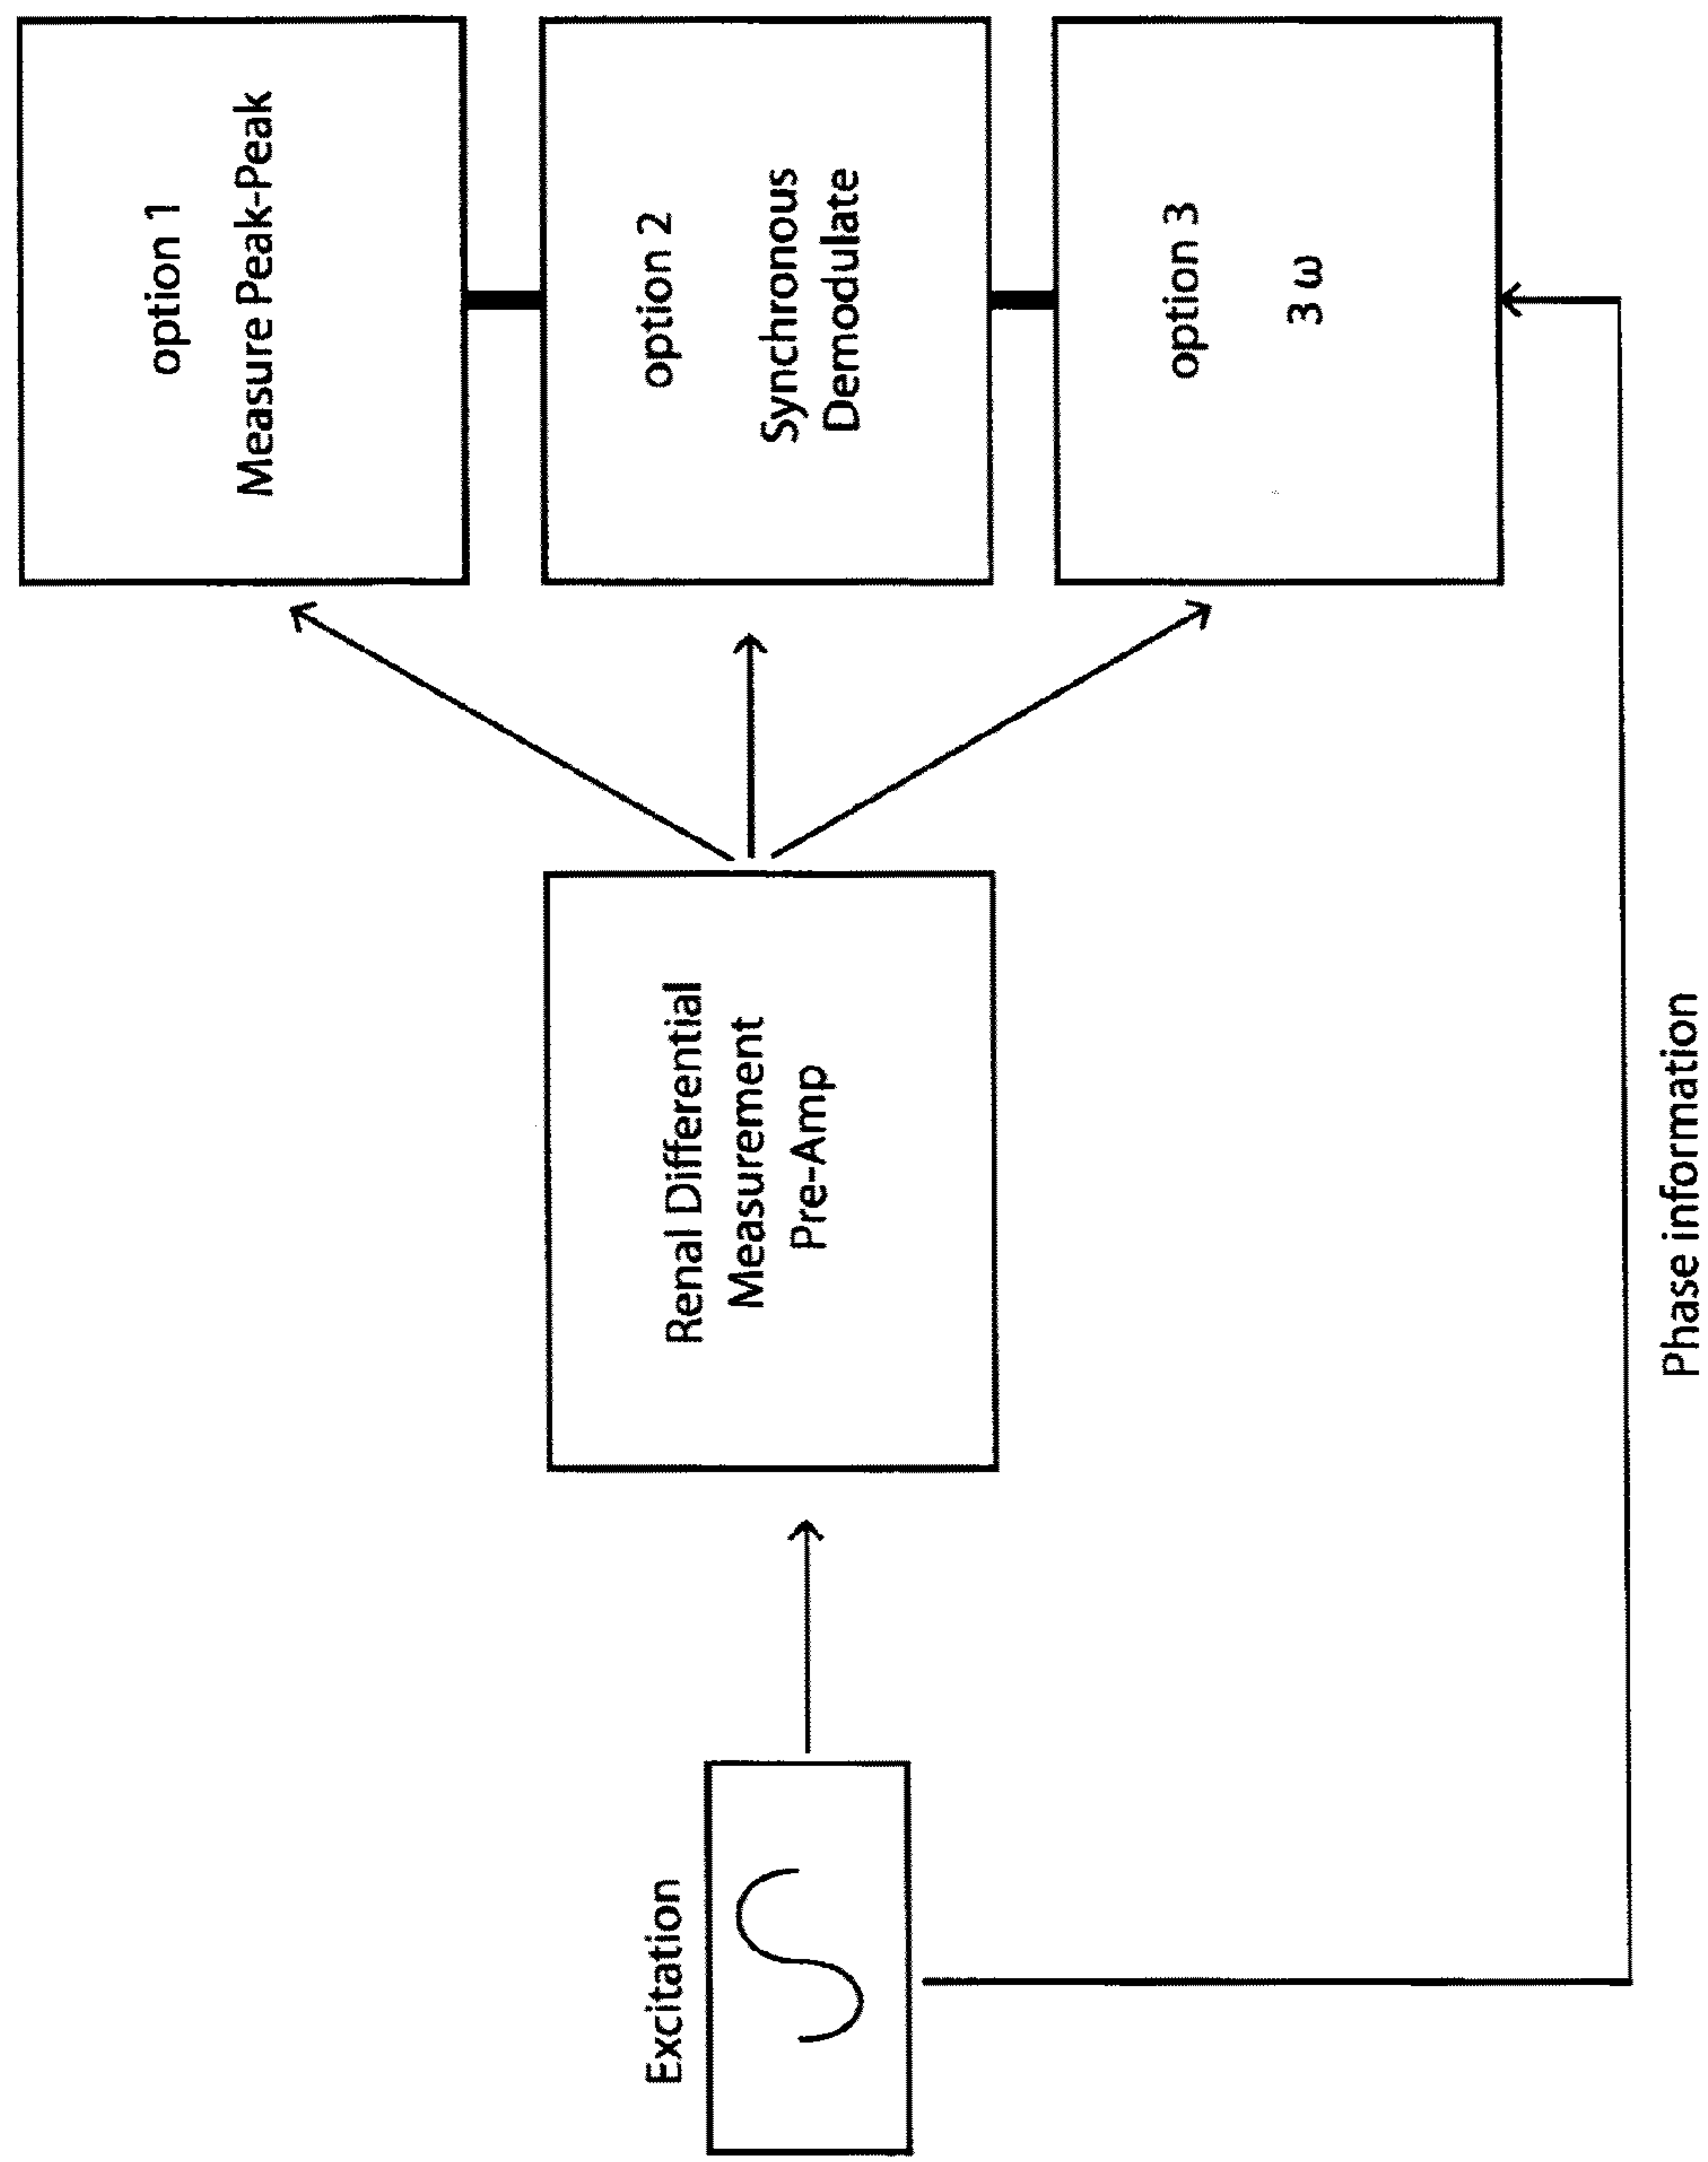 Excitation
Renal Differential
Measurement
Pre-Amp
option 1
Measure Peak-Peak
option 2
Synchronous
Demodulate
option 3
3 ω
Phase information